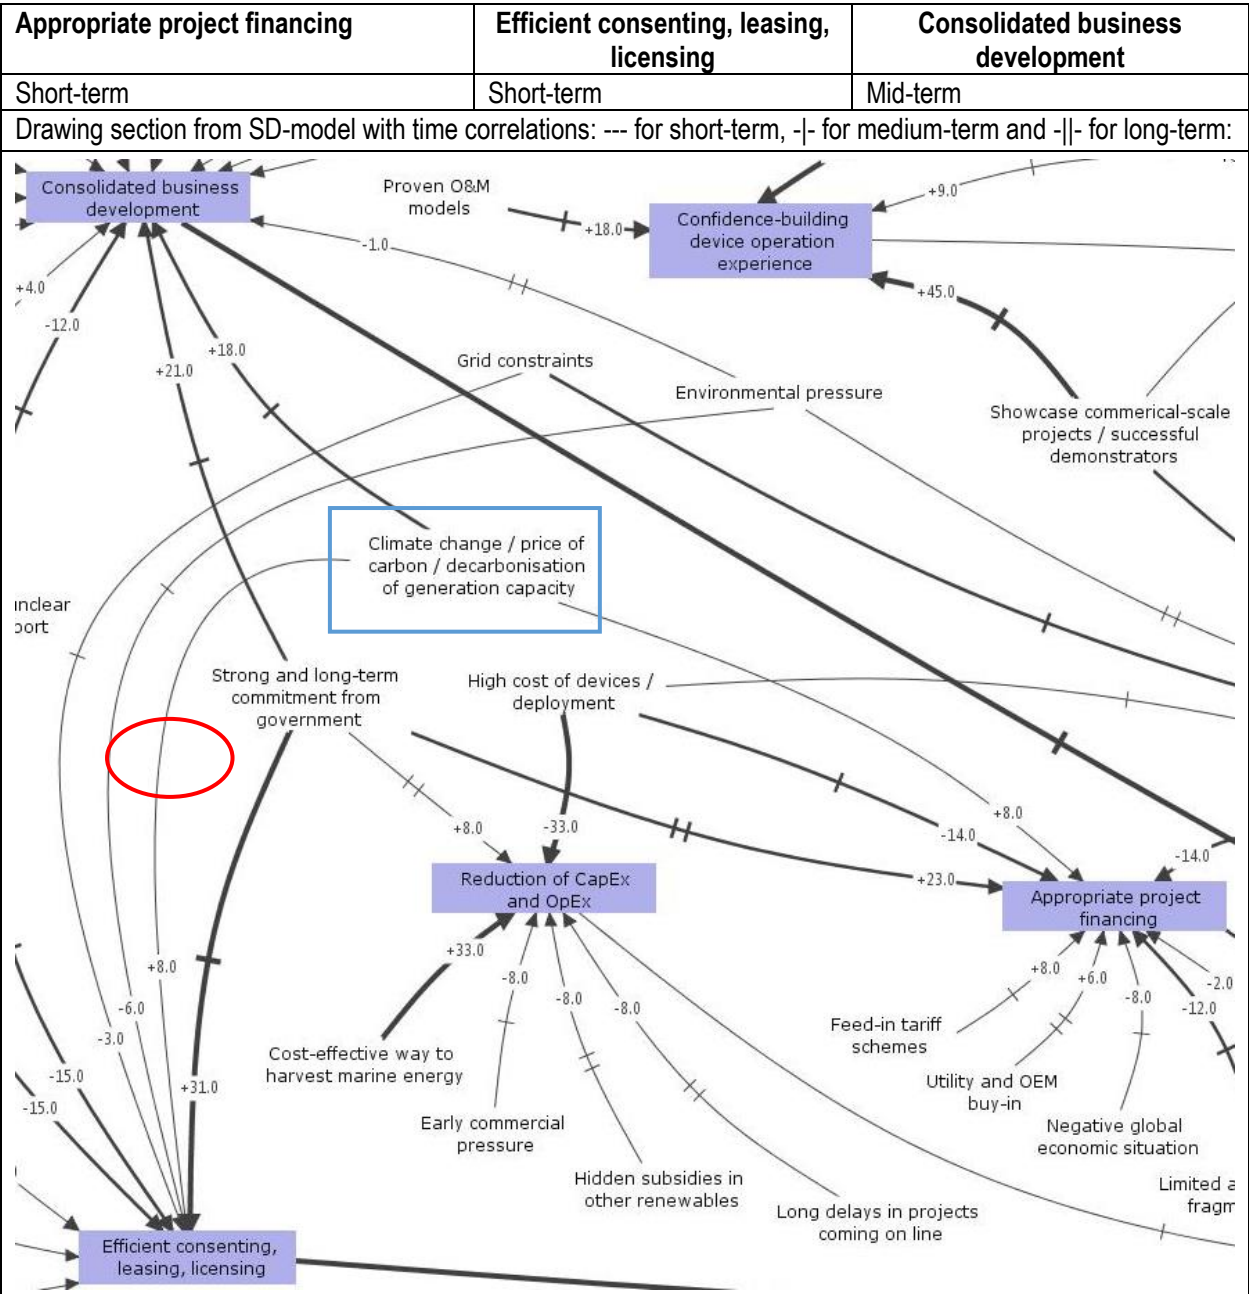 Appropriate project financing
Efficient consenting, leasing,
licensing
Consolidated business
development
Short-term
Short-term
Mid-term
Drawing section from SD-model with time correlations: --- for short-term, -|- for medium-term and -||- for long-term:
Consolidated business
development
Proven O&M
models
+18.0
Confidence-building
device operation
experience
+9.0
-1.0
+4.0
-12.0
+21.0
+18.0
+45.0
Grid constraints
Environmental pressure
Showcase commerical-scale
projects / successful
demonstrators
Climate change / price of
carbon / decarbonisation
of generation capacity
unclear
port
Strong and long-term
commitment from
government
High cost of devices /
deployment
+8.0
-33.0
+8.0
-14.0
-14.0
+23.0
Reduction of CapEx
and OpEx
Appropriate project
financing
+33.0
+8.0
-6.0
-3.0
-15.0
-15.0
+31.0
-8.0
-8.0
-8.0
+8.0
+6.0
-8.0
-12.0
-2.0
Cost-effective way to
harvest marine energy
Early commercial
pressure
Hidden subsidies in
other renewables
Long delays in projects
coming on line
Feed-in tariff
schemes
Utility and OEM
buy-in
Negative global
economic situation
Limited a
fragm
Efficient consenting,
leasing, licensing